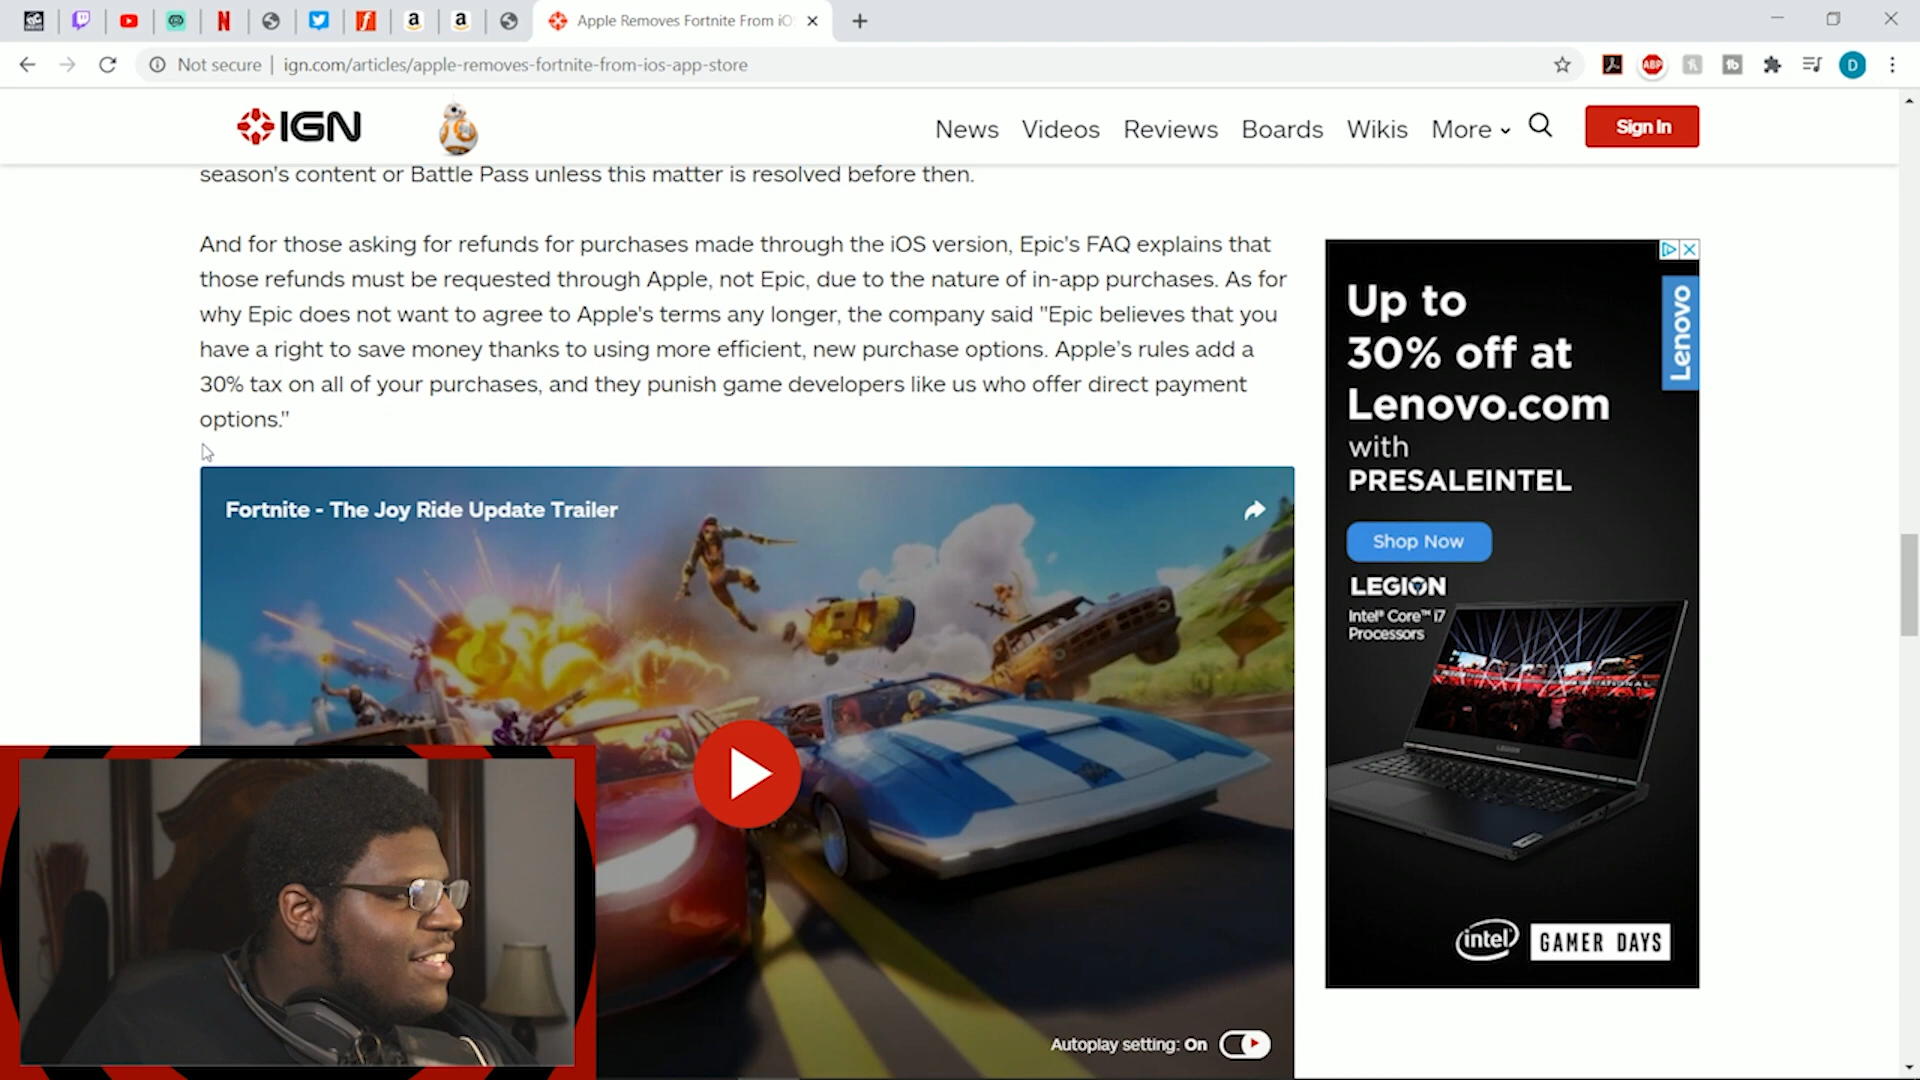 Apple Removes Fortnite From iO
Not secure | ign.com/articles/apple-removes-fortnite-from-ios-app-store
ABP
tb
D
IGN
News Videos Reviews Boards Wikis More
Sign In
season's content or Battle Pass unless this matter is resolved before then.
And for those asking for refunds for purchases made through the iOS version, Epic's FAQ explains that
those refunds must be requested through Apple, not Epic, due to the nature of in-app purchases. As for
why Epic does not want to agree to Apple's terms any longer, the company said "Epic believes that you
have a right to save money thanks to using more efficient, new purchase options. Apple’s rules add a
30% tax on all of your purchases, and they punish game developers like us who offer direct payment
options."
Fortnite - The Joy Ride Update Trailer
Autoplay setting: On
Up to
30% off at
Lenovo.com
with
PRESALEINTEL
Lenovo
Shop Now
LEGION
Intel® Core™ i7
Processors
LEGION
intel GAMER DAYS